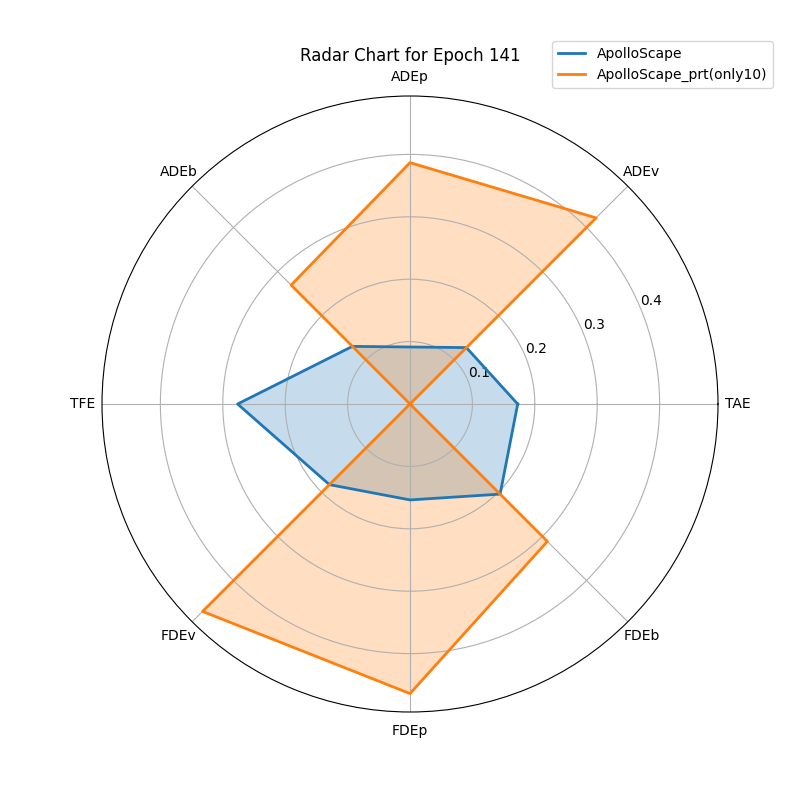 Radar Chart for Epoch 141
ApolloScape
ApolloScape_prt(only10)
ADEp
ADEb
ADEv
0.4
0.3
0.2
0.1
TFE
TAE
FDEv
FDEb
FDEp